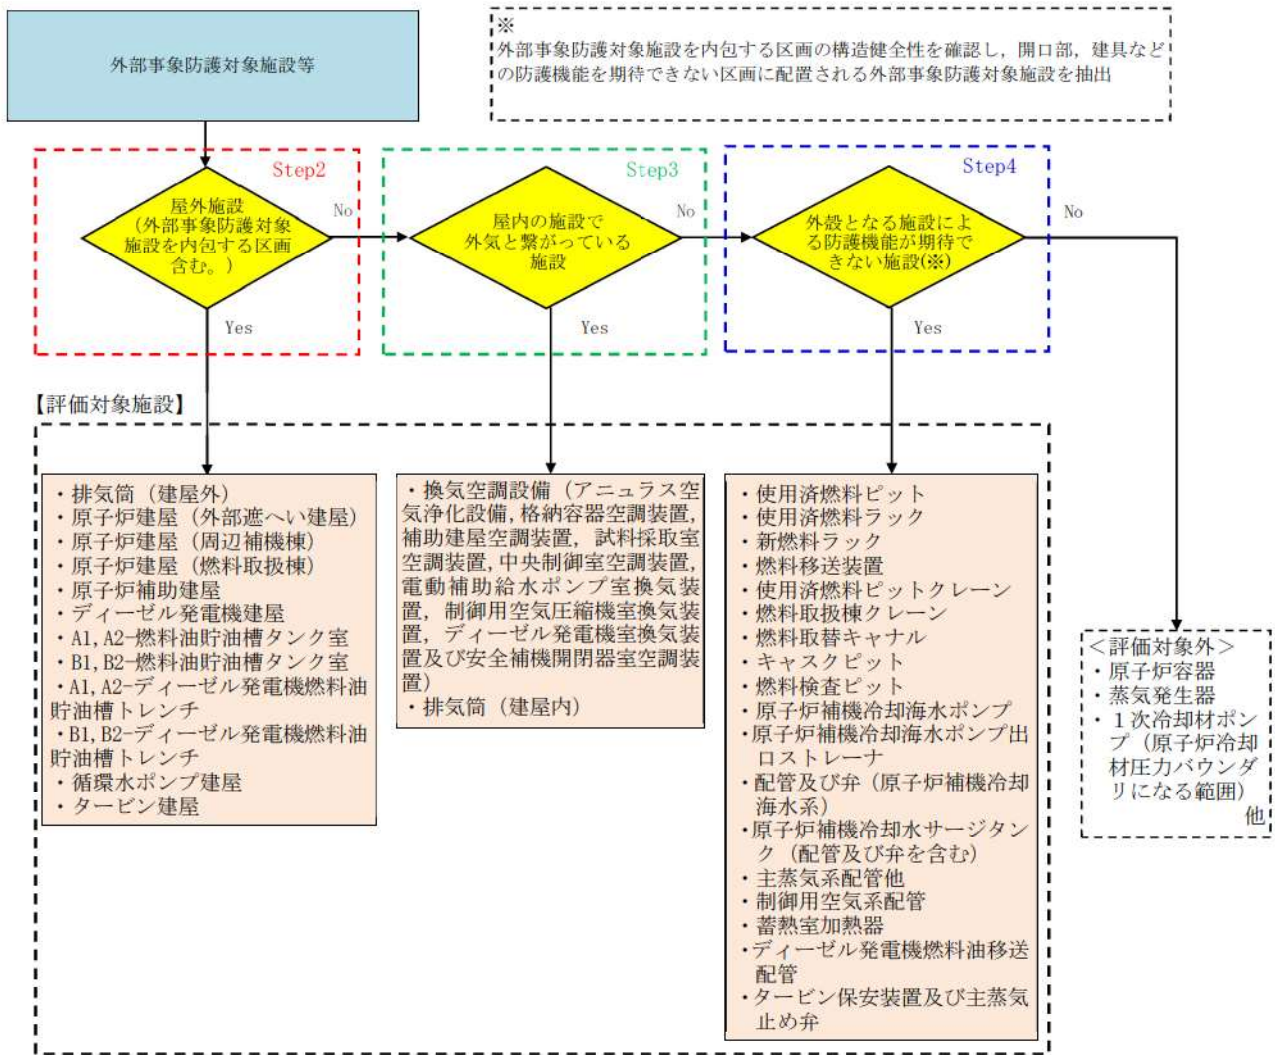 外部事象防護対象施設等
※
外部事象防護対象施設を内包する区画の構造健全性を確認し，開口部，建具など
の防護機能を期待できない区画に配置される外部事象防護対象施設を抽出
Step2
屋外施設
（外部事象防護対象
施設を内包する区画
含む。）
No
Yes
Step3
屋内の施設で
外気と繋がっている
施設
No
Yes
Step4
外殻となる施設によ
る防護機能が期待で
きない施設(※)
No
Yes
【評価対象施設】
・排気筒（建屋外）
・原子炉建屋（外部遮へい建屋）
・原子炉建屋（周辺補機棟）
・原子炉建屋（燃料取扱棟）
・原子炉補助建屋
・ディーゼル発電機建屋
・A1, A2-燃料油貯油槽タンク室
・B1, B2-燃料油貯油槽タンク室
・A1, A2-ディーゼル発電機燃料油
貯油槽トレンチ
・B1, B2-ディーゼル発電機燃料油
貯油槽トレンチ
・循環水ポンプ建屋
・タービン建屋
・換気空調設備（アニュラス空
気浄化設備, 格納容器空調装置,
補助建屋空調装置，試料採取室
空調装置, 中央制御室空調装置,
電動補助給水ポンプ室換気装
置，制御用空気圧縮機室換気装
置，ディーゼル発電機室換気装
置及び安全補機開閉器室空調装
置）
・排気筒（建屋内）
・使用済燃料ピット
・使用済燃料ラック
・新燃料ラック
・燃料移送装置
・使用済燃料ピットクレーン
・燃料取扱棟クレーン
・燃料取替キャナル
・キャスクピット
・燃料検査ピット
・原子炉補機冷却海水ポンプ
・原子炉補機冷却海水ポンプ出
口ストレーナ
・配管及び弁（原子炉補機冷却
海水系）
・原子炉補機冷却水サージタン
ク（配管及び弁を含む）
・主蒸気系配管他
・制御用空気系配管
・蓄熱室加熱器
・ディーゼル発電機燃料油移送
配管
・タービン保安装置及び主蒸気
止め弁
＜評価対象外＞
・原子炉容器
・蒸気発生器
・１次冷却材ポン
プ（原子炉冷却
材圧力バウンダ
リになる範囲）
他